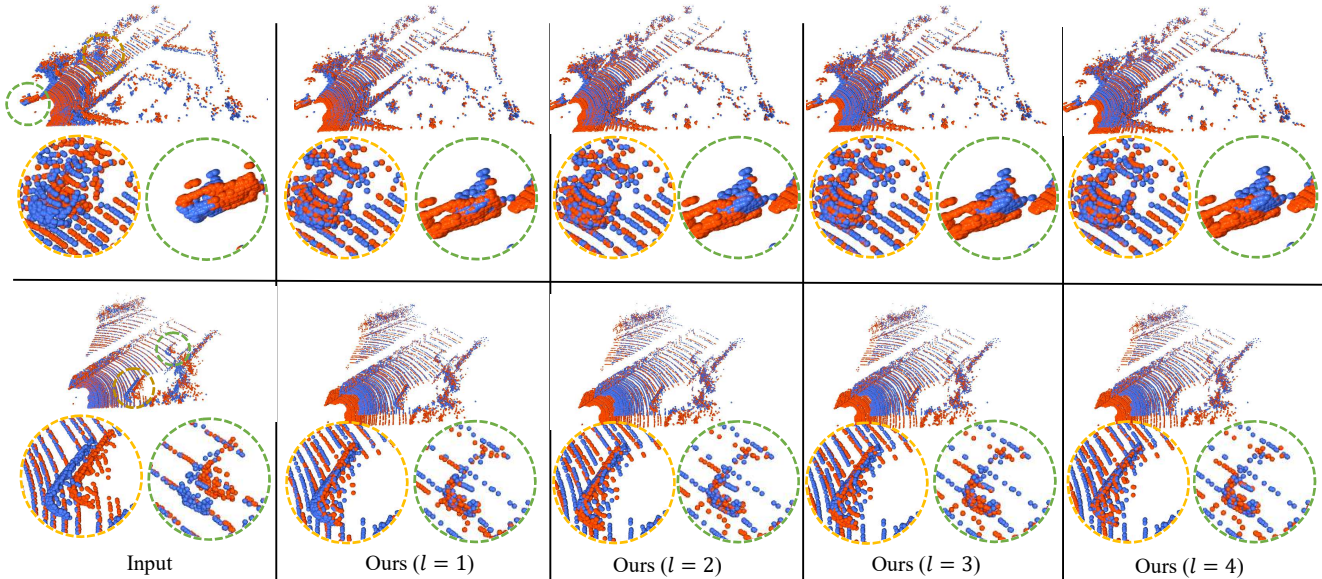 Input
Ours (l = 1)
Ours (l = 2)
Ours (l = 3)
Ours (l = 4)